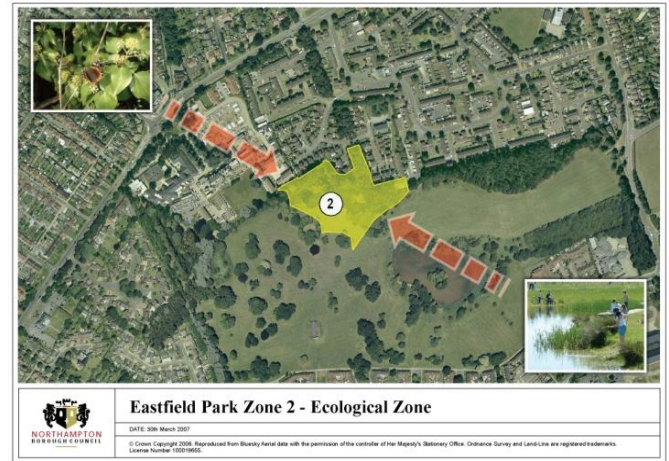 2
NORTHAMPTON
BOROUGH COUNCIL
Eastfield Park Zone 2 - Ecological Zone
DATE: 30th March 2007
© Crown Copyright 2006. Reproduced from Bluesky Aerial data with the permission of the controller of Her Majesty's Stationery Office. Ordnance Survey and Land-Line are registered trademarks.
License Number 100019655.